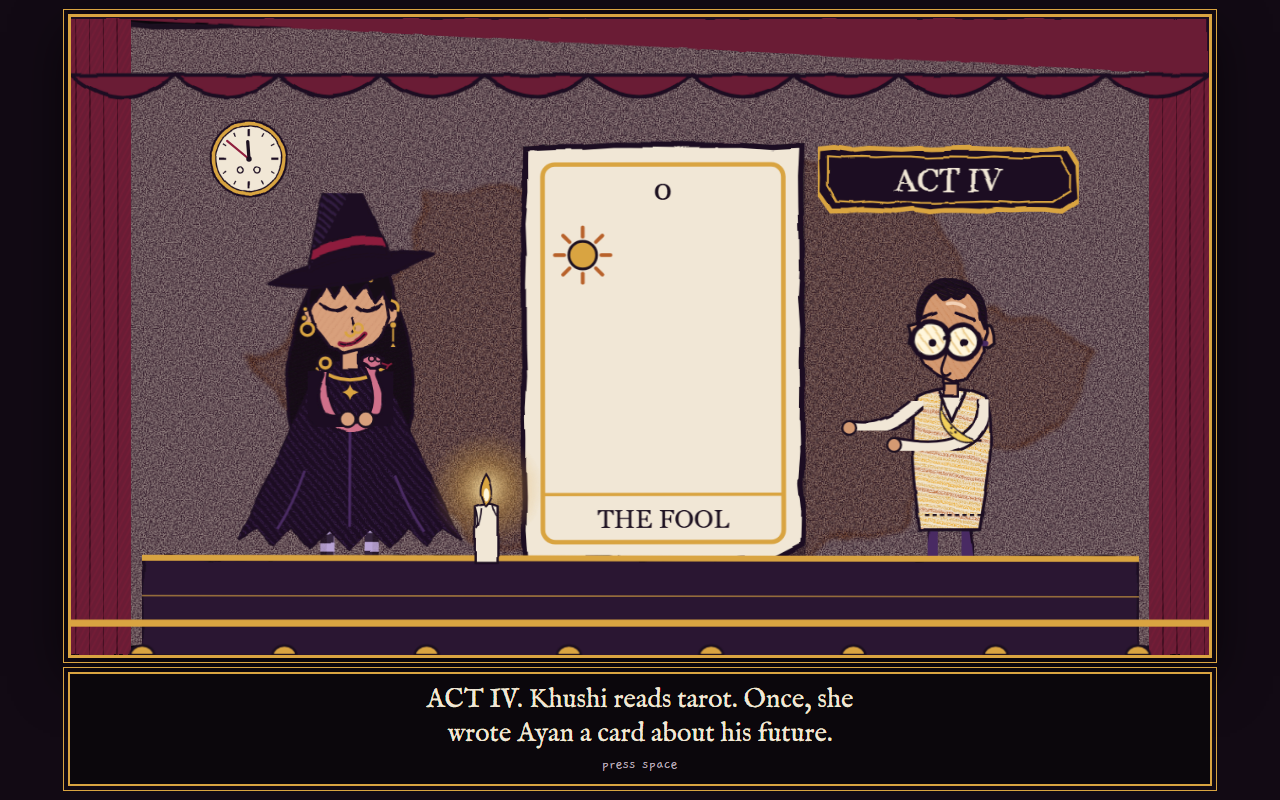 ACT IV
0
THE FOOL
ACT IV. Khushi reads tarot. Once, she
wrote Ayan a card about his future.
press space